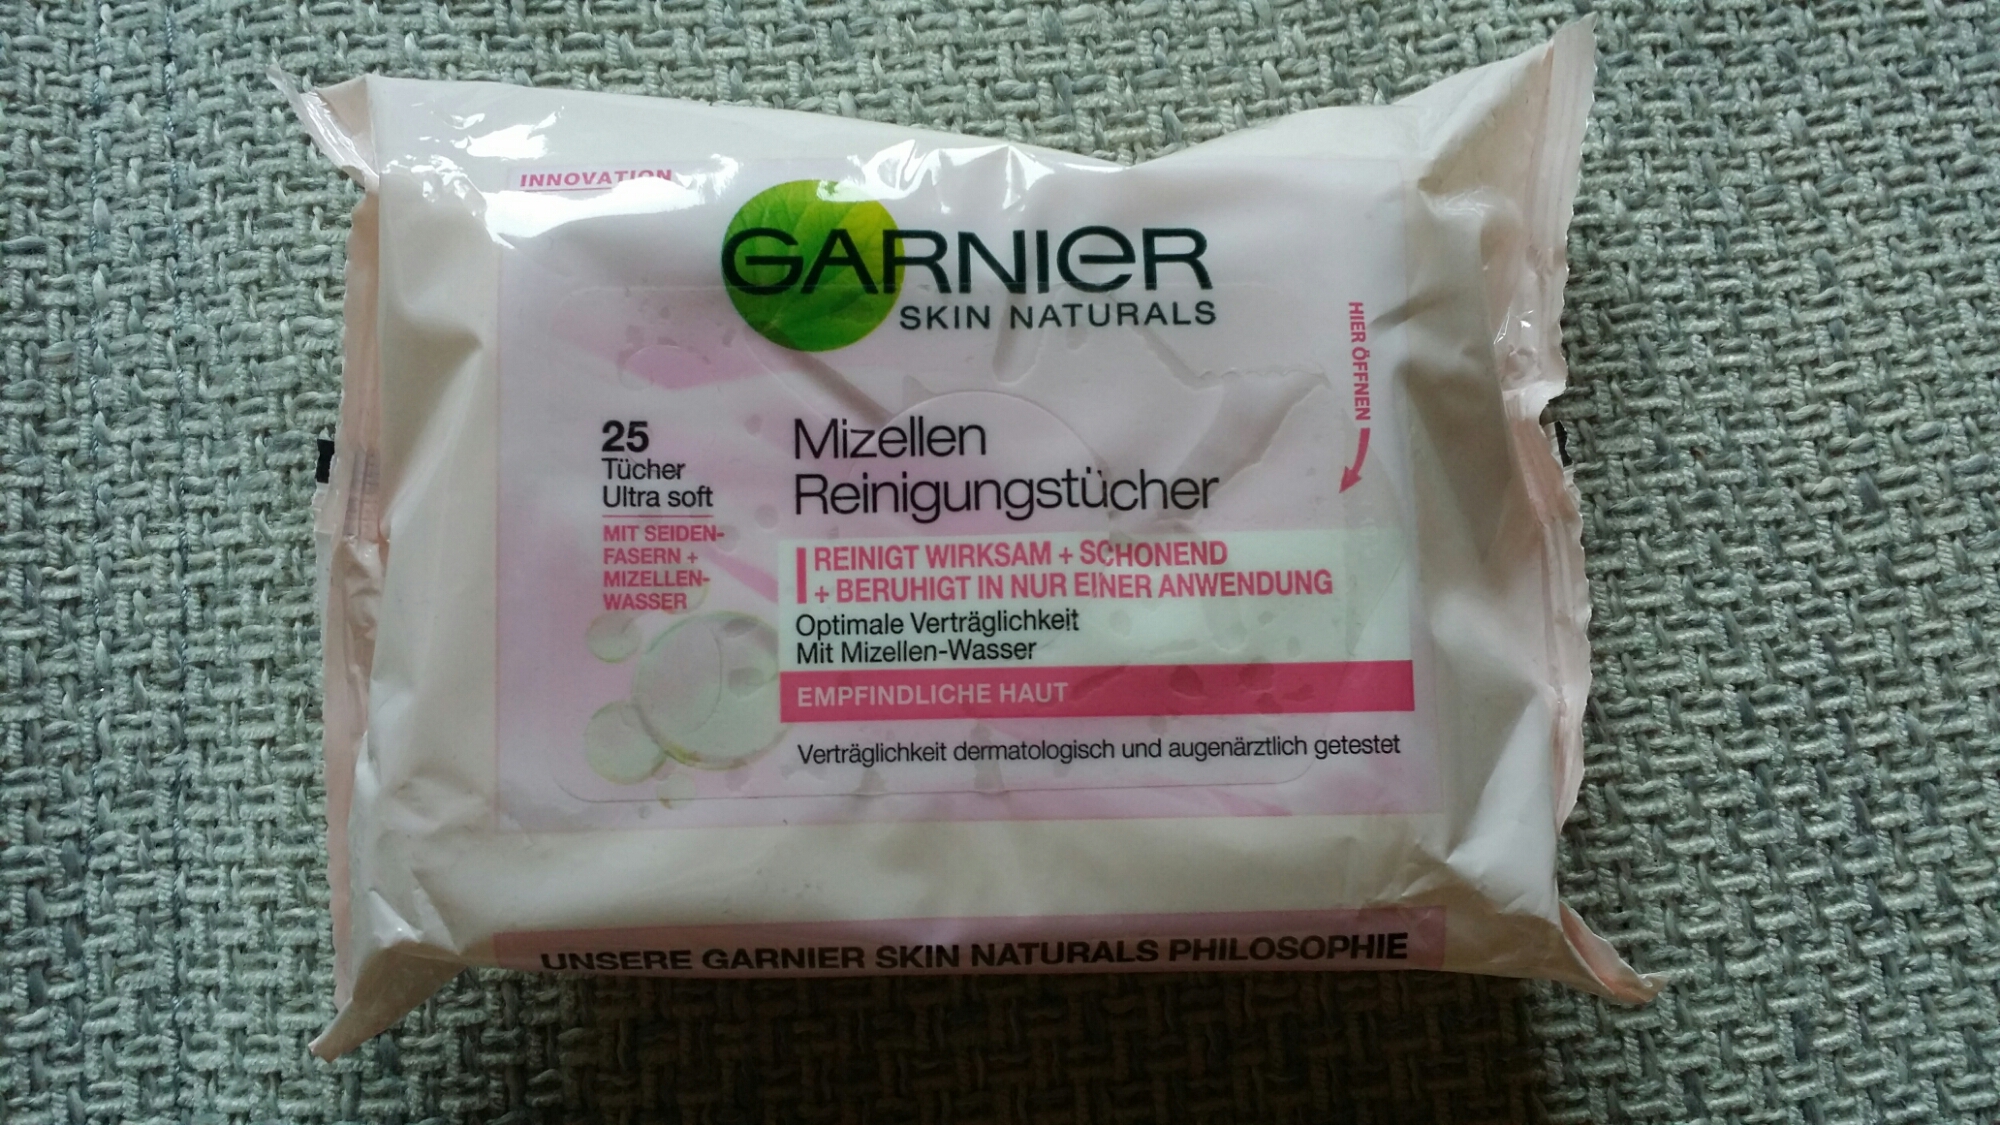 INNOVATION
GARNIER
SKIN NATURALS
HIER ÖFFNEN
25
Tücher
Ultra soft
MIT SEIDEN-
FASERN +
MIZELLEN-
WASSER
Mizellen
Reinigungstücher
REINIGT WIRKSAM + SCHONEND
+ BERUHIGT IN NUR EINER ANWENDUNG
Optimale Verträglichkeit
Mit Mizellen-Wasser
EMPFINDLICHE HAUT
Verträglichkeit dermatologisch und augenärztlich getestet
UNSERE GARNIER SKIN NATURALS PHILOSOPHIE